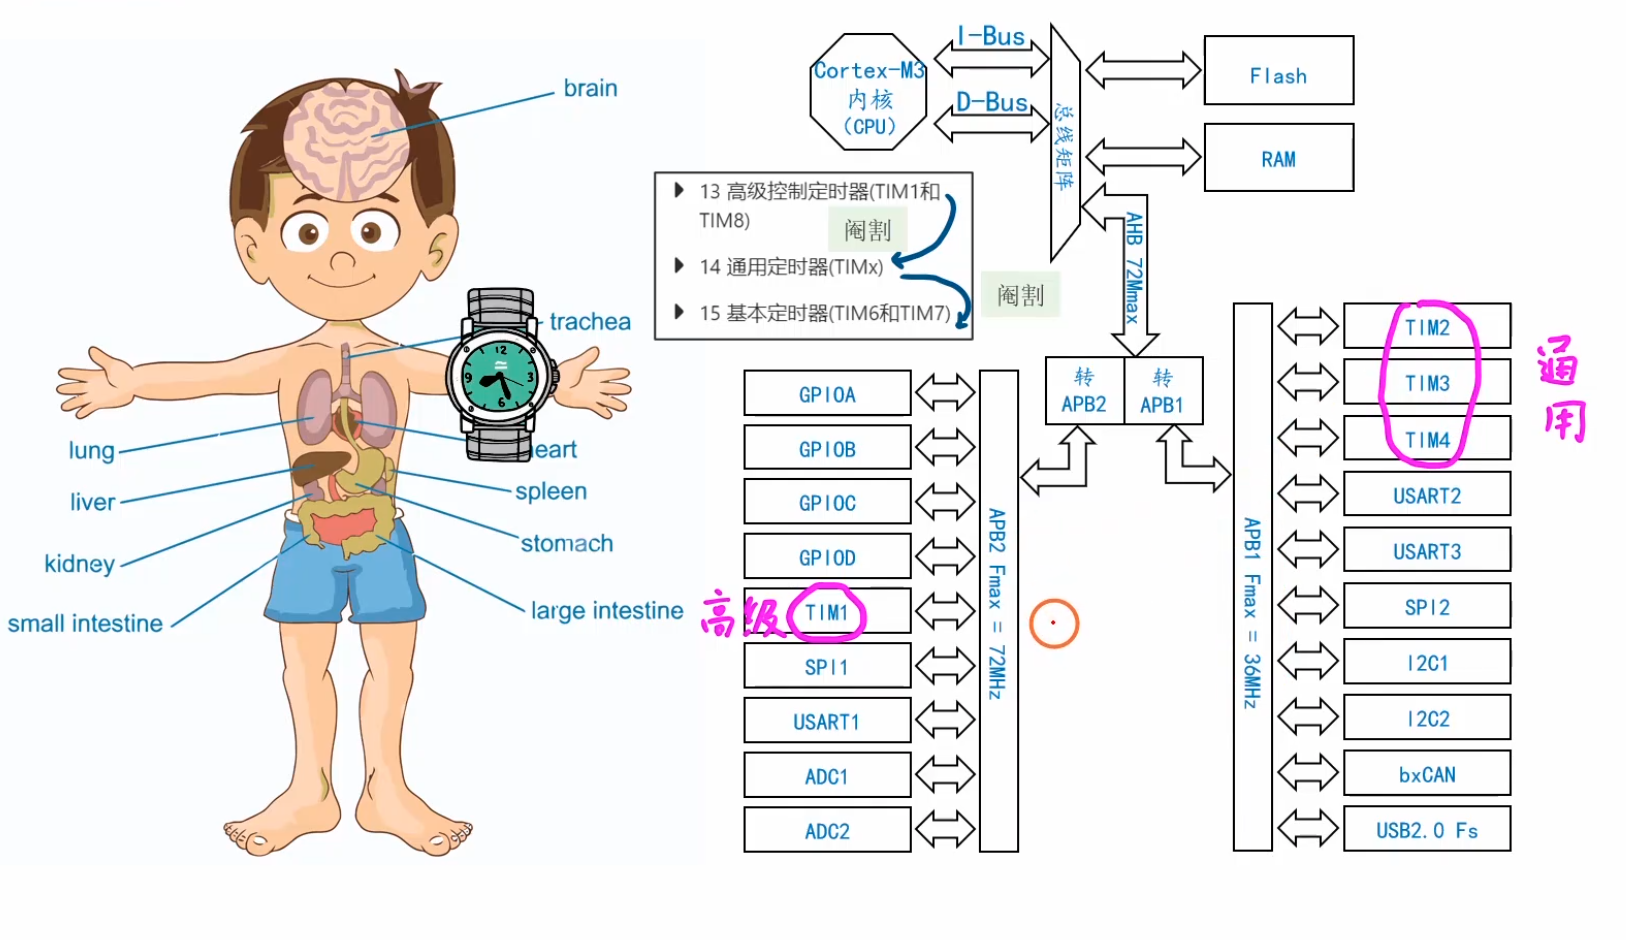 brain
trachea
lung
eart
liver
spleen
stomach
kidney
large intestine
small intestine
12
3
6
9
13 高级控制定时器(TIM1和
TIM8)
阉割
14 通用定时器(TIMx)
阉割
15 基本定时器(TIM6和TIM7)
Cortex-M3
内核
(CPU)
I-Bus
D-Bus
总线矩阵
Flash
RAM
AHB 72Mmax
转
APB2
转
APB1
GPIOA
GPIOB
GPIOC
GPIOD
高级
TIM1
SPI1
USART1
ADC1
ADC2
APB2 Fmax = 72MHz
APB1 Fmax = 36MHz
TIM2
TIM3
TIM4
通
用
USART2
USART3
SPI2
I2C1
I2C2
bxCAN
USB2.0 Fs